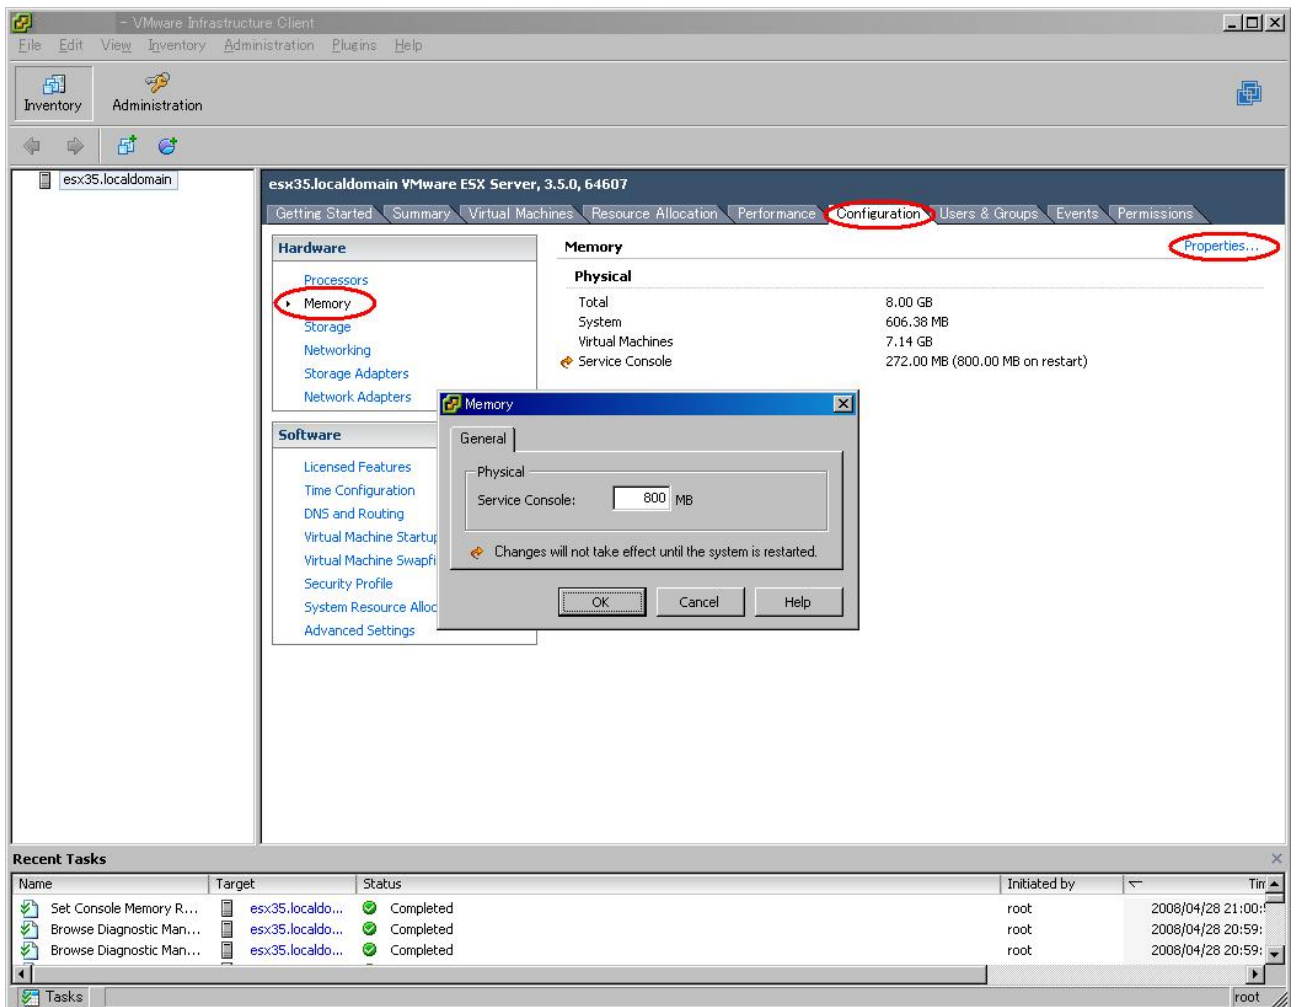 - VMware Infrastructure Client
File Edit View Inventory Administration Plugins Help
Inventory Administration
esx35.localdomain
esx35.localdomain VMware ESX Server, 3.5.0, 64607
Getting Started Summary Virtual Machines Resource Allocation Performance Configuration Users & Groups Events Permissions
Hardware
Processors
Memory
Storage
Networking
Storage Adapters
Network Adapters
Software
Licensed Features
Time Configuration
DNS and Routing
Virtual Machine Startup
Virtual Machine Swapfi
Security Profile
System Resource Alloc
Advanced Settings
Memory Properties...
Physical
Total 8.00 GB
System 606.38 MB
Virtual Machines 7.14 GB
Service Console 272.00 MB (800.00 MB on restart)
Memory
General
Physical
Service Console: 800 MB
Changes will not take effect until the system is restarted.
OK Cancel Help
Recent Tasks
Name Target Status Initiated by Tim
Set Console Memory R... esx35.localdo... Completed root 2008/04/28 21:00:
Browse Diagnostic Man... esx35.localdo... Completed root 2008/04/28 20:59:
Browse Diagnostic Man... esx35.localdo... Completed root 2008/04/28 20:59:
Tasks root